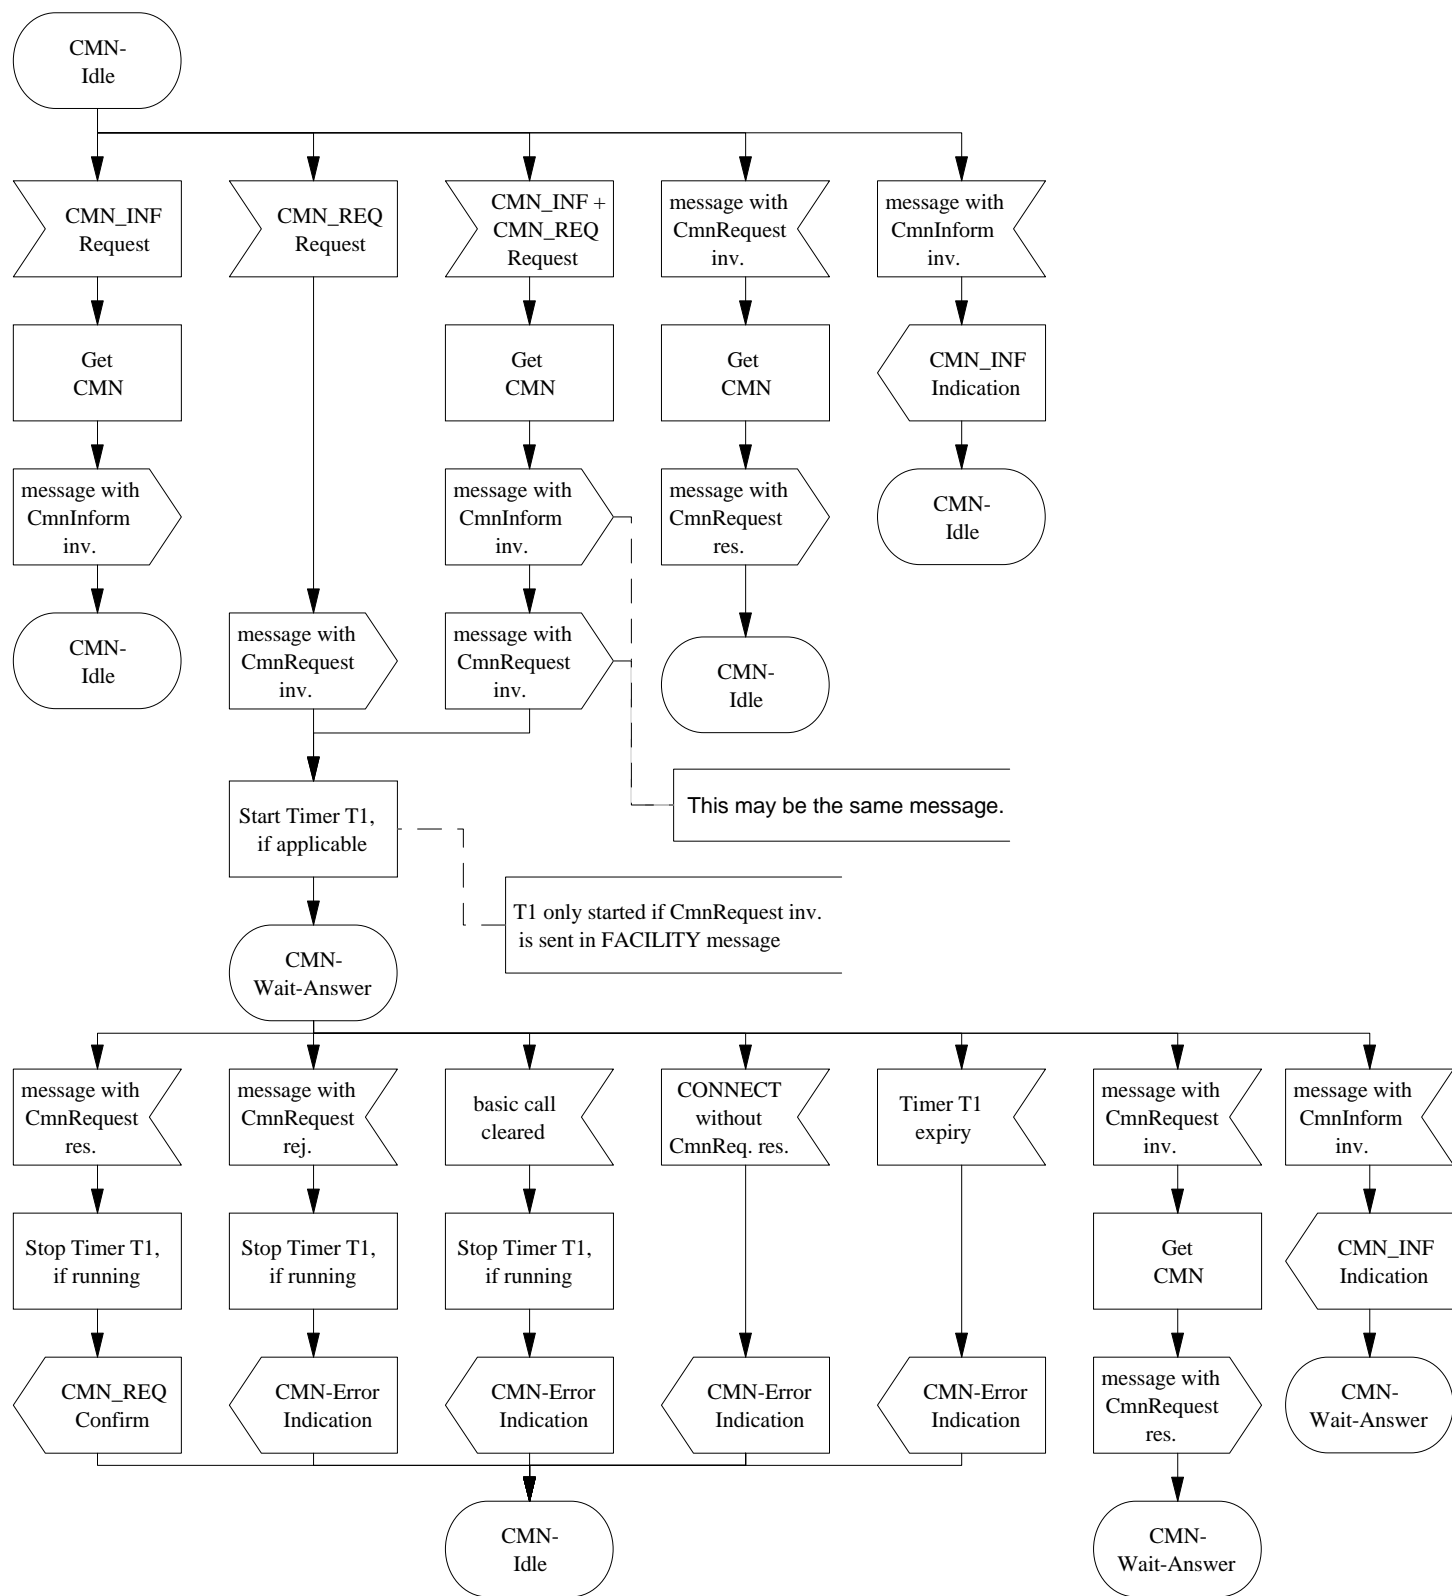 CMN-
Idle
CMN_INF
Request
CMN_REQ
Request
CMN_INF +
CMN_REQ
Request
message with
CmnRequest
inv.
message with
CmnInform
inv.
Get
CMN
Get
CMN
Get
CMN
CMN_INF
Indication
message with
CmnInform
inv.
message with
CmnInform
inv.
message with
CmnRequest
res.
CMN-
Idle
CMN-
Idle
message with
CmnRequest
inv.
message with
CmnRequest
inv.
CMN-
Idle
Start Timer T1,
if applicable
This may be the same message.
T1 only started if CmnRequest inv.
is sent in FACILITY message
CMN-
Wait-Answer
message with
CmnRequest
res.
message with
CmnRequest
rej.
basic call
cleared
CONNECT
without
CmnReq. res.
Timer T1
expiry
message with
CmnRequest
inv.
message with
CmnInform
inv.
Stop Timer T1,
if running
Stop Timer T1,
if running
Stop Timer T1,
if running
Get
CMN
CMN_INF
Indication
CMN_REQ
Confirm
CMN-Error
Indication
CMN-Error
Indication
CMN-Error
Indication
CMN-Error
Indication
message with
CmnRequest
res.
CMN-
Wait-Answer
CMN-
Idle
CMN-
Wait-Answer